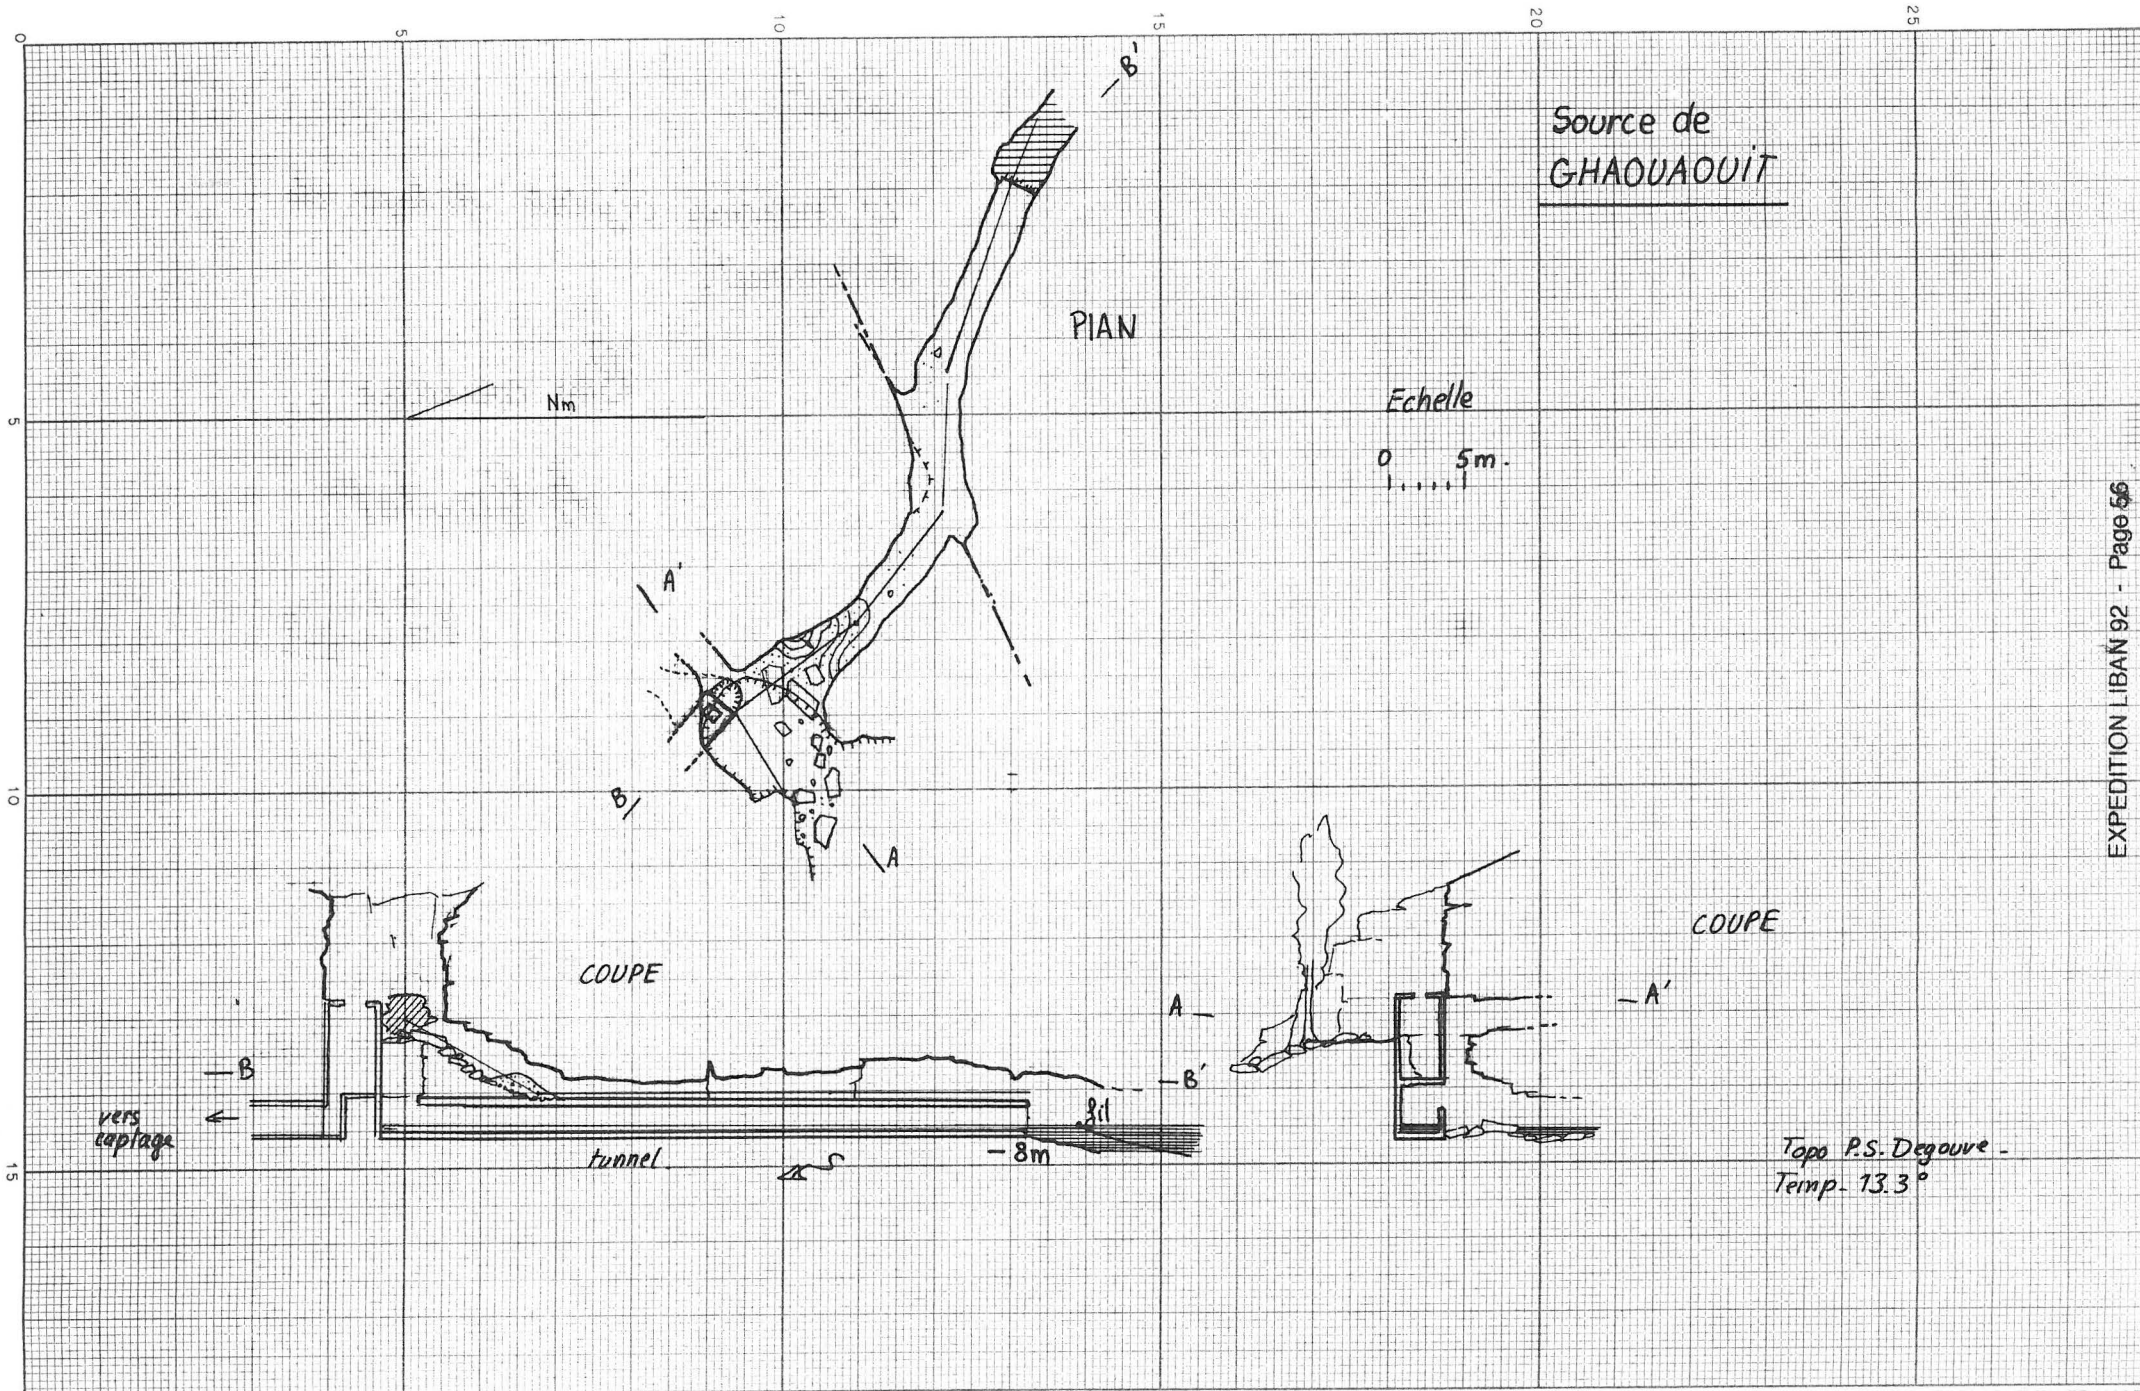 0
5
10
15
20
25
B'
Source de
GHAOUAOUIT
PLAN
5
Nm
Echelle
0 5m.
A'
10
B
A
COUPE
COUPE
A
A'
B
B'
vers
captage
fil
tunnel
-8m
15
Topo P.S. Degouve -
Temp. 13.3°
EXPEDITION LIBAN 92 - Page 56